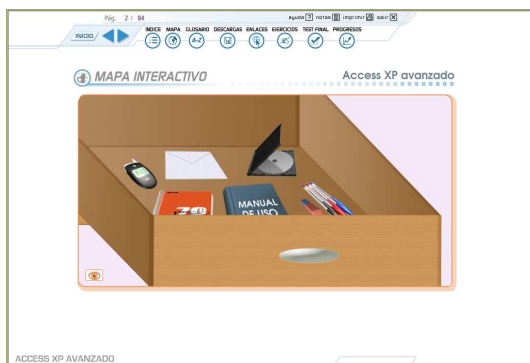 Pág. 2 / 84
ayuda ? notas imprimir salir X
INICIO
INDICE MAPA GLOSARIO DESCARGAS ENLACES EJERCICIOS TEST FINAL PROGRESOS
A-Z
MAPA INTERACTIVO
Access XP avanzado
MANUAL
DE USO
ACCESS XP AVANZADO